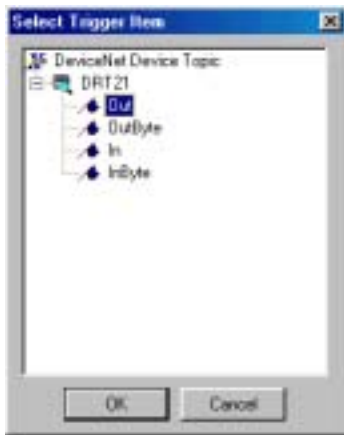 Select Trigger Item
DeviceNet Device Topic
DRT21
Out
OutByte
In
InByte
OK
Cancel